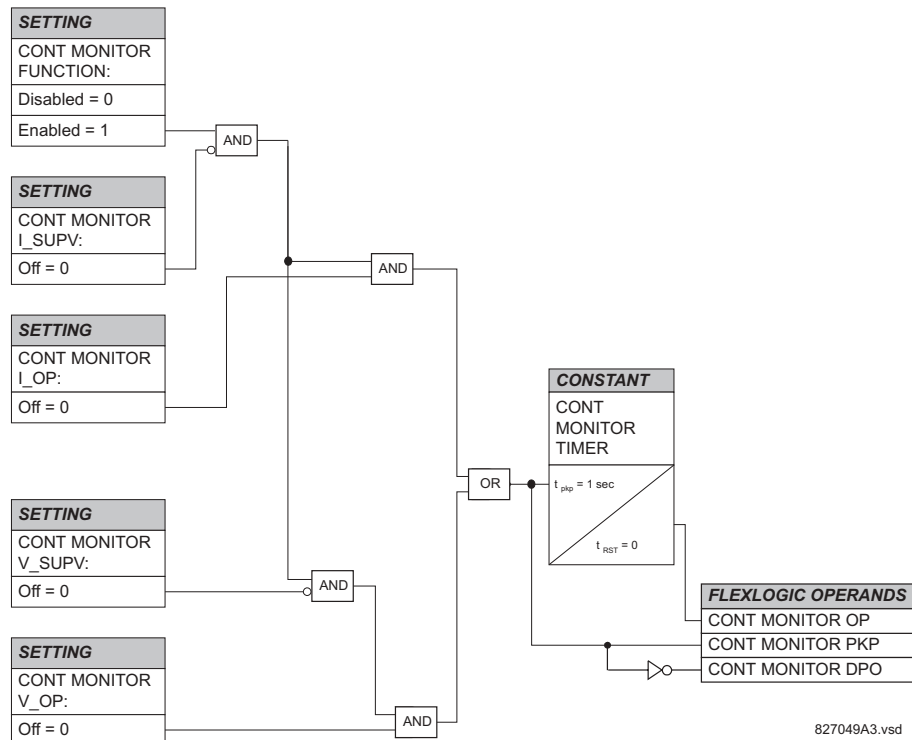 SETTING
CONT MONITOR
FUNCTION:
Disabled = 0
Enabled = 1
AND
SETTING
CONT MONITOR
I_SUPV:
Off = 0
AND
SETTING
CONT MONITOR
I_OP:
Off = 0
CONSTANT
CONT
MONITOR
TIMER
t pkp = 1 sec
t RST = 0
OR
SETTING
CONT MONITOR
V_SUPV:
Off = 0
AND
FLEXLOGIC OPERANDS
CONT MONITOR OP
CONT MONITOR PKP
CONT MONITOR DPO
SETTING
CONT MONITOR
V_OP:
Off = 0
AND
827049A3.vsd